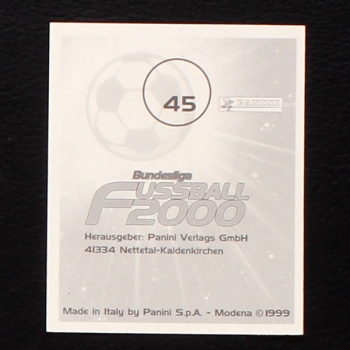 45
PANINI
Bundesliga
FUSSBALL
2000
Herausgeber: Panini Verlags GmbH
41334 Nettetal-Kaldenkirchen
Made in Italy by Panini S.p.A. - Modena ©1999